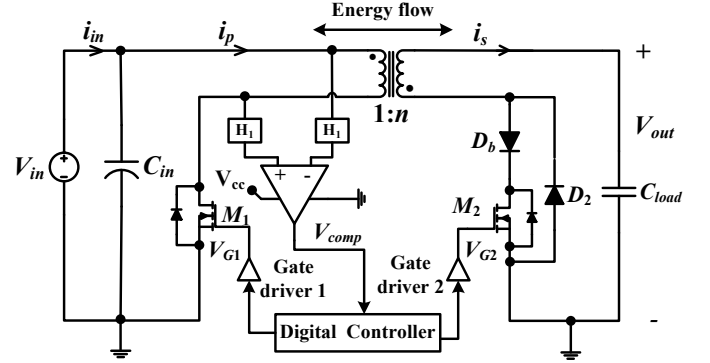 Energy flow
i_in
i_p
i_s
+
1:n
H₁
H₁
D_b
V_out
V_in
+
-
C_in
V_cc
+
-
D₂
C_load
M₁
M₂
V_comp
V_G1
V_G2
Gate
driver 1
Gate
driver 2
-
Digital Controller